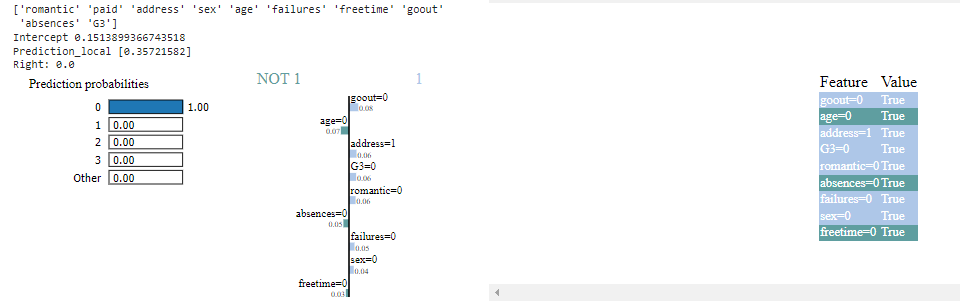 ['romantic' 'paid' 'address' 'sex' 'age' 'failures' 'freetime' 'goout'
'absences' 'G3']
Intercept 0.1513899366743518
Prediction_local [0.35721582]
Right: 0.0
Prediction probabilities
0 1.00
1 0.00
2 0.00
3 0.00
Other 0.00
NOT 1 1
goout=0
0.08
age=0
0.07
address=1
0.06
G3=0
0.06
romantic=0
0.06
absences=0
0.05
failures=0
0.05
sex=0
0.04
freetime=0
0.03
Feature Value
goout=0 True
age=0 True
address=1 True
G3=0 True
romantic=0 True
absences=0 True
failures=0 True
sex=0 True
freetime=0 True